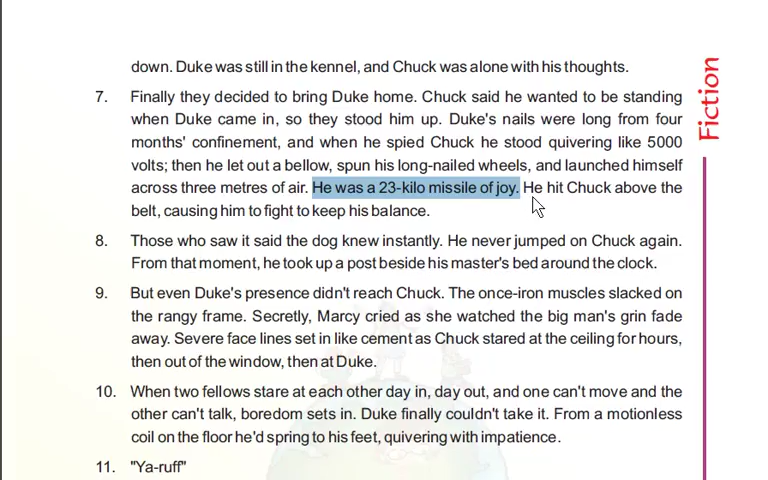 down. Duke was still in the kennel, and Chuck was alone with his thoughts.
7. Finally they decided to bring Duke home. Chuck said he wanted to be standing
when Duke came in, so they stood him up. Duke's nails were long from four
months' confinement, and when he spied Chuck he stood quivering like 5000
volts; then he let out a bellow, spun his long-nailed wheels, and launched himself
across three metres of air. He was a 23-kilo missile of joy. He hit Chuck above the
belt, causing him to fight to keep his balance.
8. Those who saw it said the dog knew instantly. He never jumped on Chuck again.
From that moment, he took up a post beside his master's bed around the clock.
9. But even Duke's presence didn't reach Chuck. The once-iron muscles slacked on
the rangy frame. Secretly, Marcy cried as she watched the big man's grin fade
away. Severe face lines set in like cement as Chuck stared at the ceiling for hours,
then out of the window, then at Duke.
10. When two fellows stare at each other day in, day out, and one can't move and the
other can't talk, boredom sets in. Duke finally couldn't take it. From a motionless
coil on the floor he'd spring to his feet, quivering with impatience.
11. "Ya-ruff"
Fiction